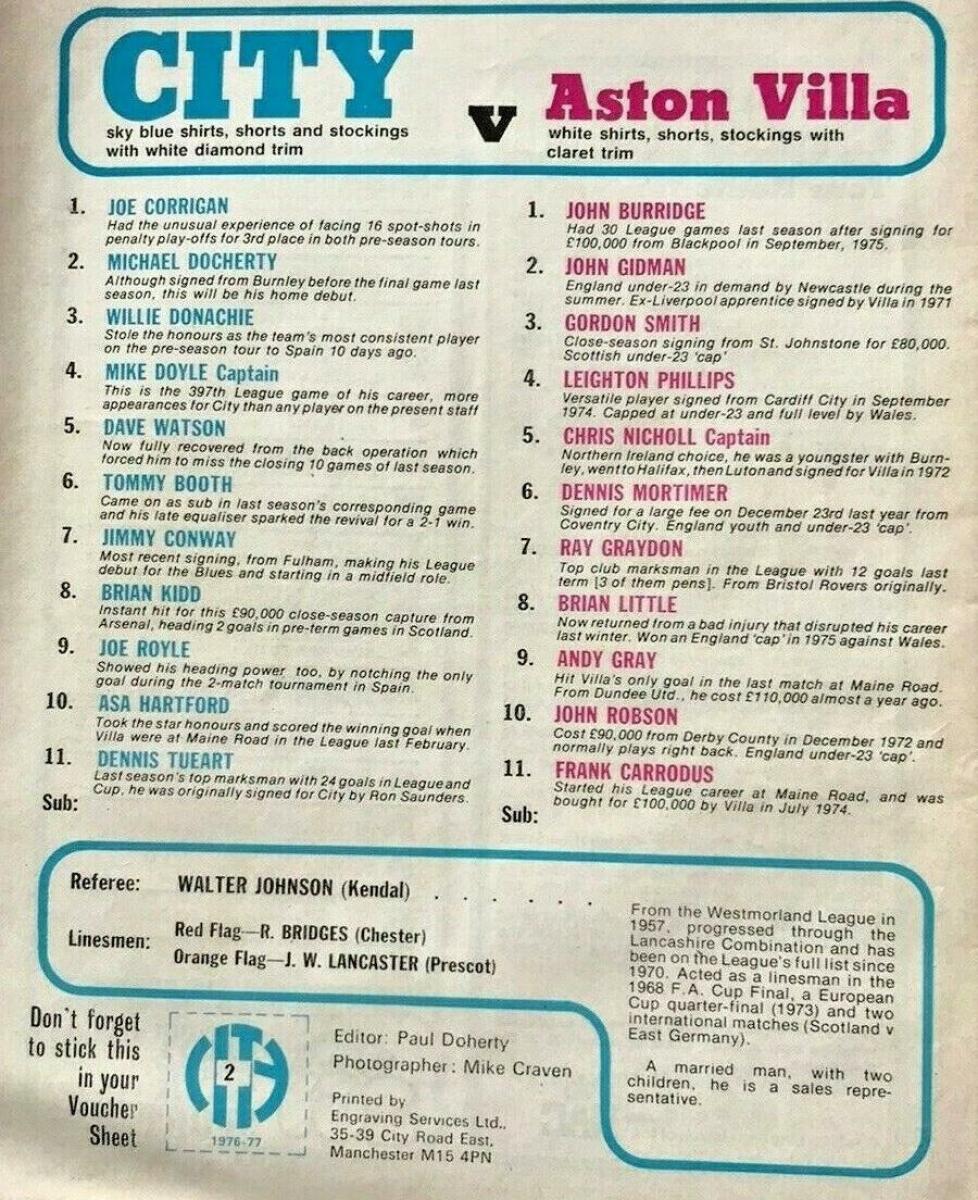 CITY
sky blue shirts, shorts and stockings
with white diamond trim
v
Aston Villa
white shirts, shorts, stockings with
claret trim
1. JOE CORRIGAN
Had the unusual experience of facing 16 spot-shots in
penalty play-offs for 3rd place in both pre-season tours.
2. MICHAEL DOCHERTY
Although signed from Burnley before the final game last
season, this will be his home debut.
3. WILLIE DONACHIE
Stole the honours as the team's most consistent player
on the pre-season tour to Spain 10 days ago.
4. MIKE DOYLE Captain
This is the 397th League game of his career, more
appearances for City than any player on the present staff
5. DAVE WATSON
Now fully recovered from the back operation which
forced him to miss the closing 10 games of last season.
6. TOMMY BOOTH
Came on as sub in last season's corresponding game
and his late equaliser sparked the revival for a 2-1 win.
7. JIMMY CONWAY
Most recent signing, from Fulham, making his League
debut for the Blues and starting in a midfield role.
8. BRIAN KIDD
Instant hit for this £90,000 close-season capture from
Arsenal, heading 2 goals in pre-term games in Scotland.
9. JOE ROYLE
Showed his heading power too, by notching the only
goal during the 2-match tournament in Spain.
10. ASA HARTFORD
Took the star honours and scored the winning goal when
Villa were at Maine Road in the League last February.
11. DENNIS TUEART
Last season's top marksman with 24 goals in League and
Cup, he was originally signed for City by Ron Saunders.
Sub:
1. JOHN BURRIDGE
Had 30 League games last season after signing for
£100,000 from Blackpool in September, 1975.
2. JOHN GIDMAN
England under-23 in demand by Newcastle during the
summer. Ex-Liverpool apprentice signed by Villa in 1971
3. GORDON SMITH
Close-season signing from St. Johnstone for £80,000.
Scottish under-23 'cap'
4. LEIGHTON PHILLIPS
Versatile player signed from Cardiff City in September
1974. Capped at under-23 and full level by Wales.
5. CHRIS NICHOLL Captain
Northern Ireland choice, he was a youngster with Burn-
ley, went to Halifax, then Luton and signed for Villa in 1972
6. DENNIS MORTIMER
Signed for a large fee on December 23rd last year from
Coventry City. England youth and under-23 'cap'.
7. RAY GRAYDON
Top club marksman in the League with 12 goals last
term [3 of them pens]. From Bristol Rovers originally.
8. BRIAN LITTLE
Now returned from a bad injury that disrupted his career
last winter. Won an England 'cap' in 1975 against Wales.
9. ANDY GRAY
Hit Villa's only goal in the last match at Maine Road.
From Dundee Utd., he cost £110,000 almost a year ago.
10. JOHN ROBSON
Cost £90,000 from Derby County in December 1972 and
normally plays right back. England under-23 'cap'.
11. FRANK CARRODUS
Started his League career at Maine Road, and was
bought for £100,000 by Villa in July 1974.
Sub:
Referee: WALTER JOHNSON (Kendal) . . . . . .
Linesmen: Red Flag—R. BRIDGES (Chester)
Orange Flag—J. W. LANCASTER (Prescot)
From the Westmorland League in
1957, progressed through the
Lancashire Combination and has
been on the League's full list since
1970. Acted as a linesman in the
1968 F.A. Cup Final, a European
Cup quarter-final (1973) and two
international matches (Scotland v
East Germany).
A married man, with two
children, he is a sales repre-
sentative.
Don't forget
to stick this
in your
Voucher
Sheet
CITY
2
1976-77
Editor: Paul Doherty
Photographer: Mike Craven
Printed by
Engraving Services Ltd.,
35-39 City Road East,
Manchester M15 4PN